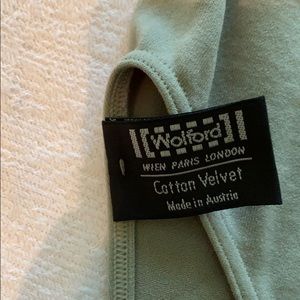 Wolford
WIEN PARIS LONDON
Cotton Velvet
Made in Austria